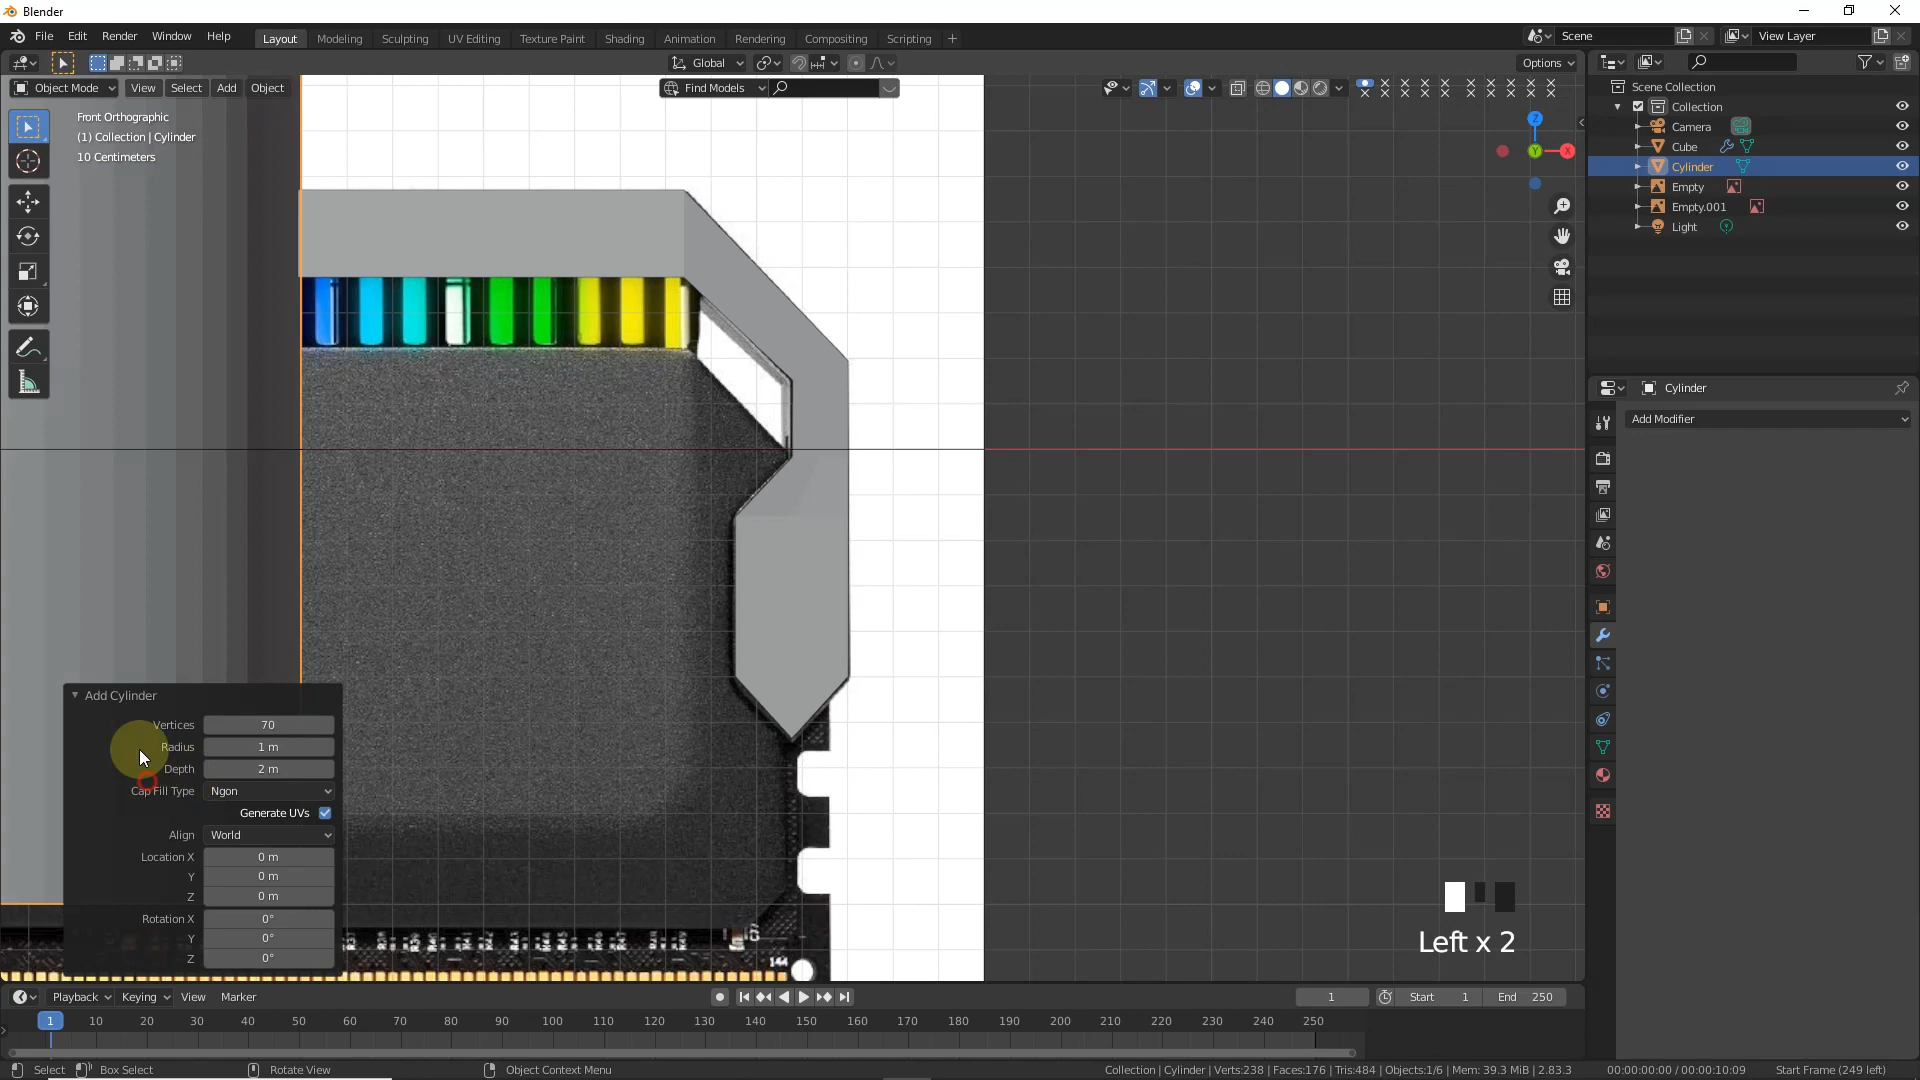 Blender
File Edit Render Window Help
Layout Modeling Sculpting UV Editing Texture Paint Shading Animation Rendering Compositing Scripting
Scene View Layer
Global Options
Object Mode View Select Add Object Find Models
Front Orthographic
(1) Collection | Cylinder
10 Centimeters
Z
X
Y
Scene Collection
Collection
Camera
Cube
Cylinder
Empty
Empty.001
Light
Cylinder
Add Modifier
Add Cylinder
Vertices 70
Radius 1 m
Depth 2 m
Cap Fill Type Ngon
Generate UVs
Align World
Location X 0 m
Y 0 m
Z 0 m
Rotation X 0°
Y 0°
Z 0°
144
Left x 2
Playback Keying View Marker 1 Start 1 End 250
1 10 20 30 40 50 60 70 80 90 100 110 120 130 140 150 160 170 180 190 200 210 220 230 240 250
Select Box Select Rotate View Object Context Menu Collection | Cylinder | Verts:238 | Faces:176 | Tris:484 | Objects:1/6 | Mem: 39.3 MiB | 2.83.3 00:00:00:00 / 00:00:10:09 Start Frame (249 left)